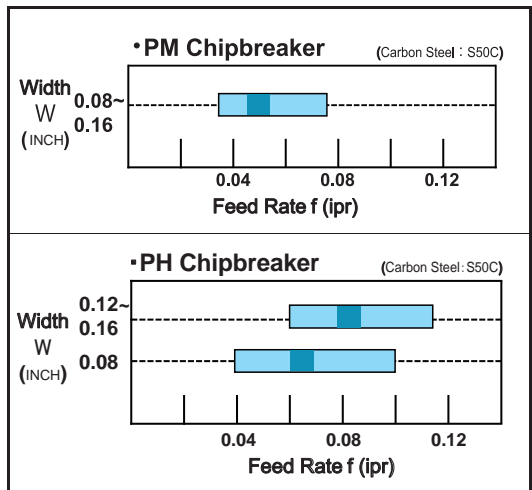 ・PM Chipbreaker
(Carbon Steel：S50C)
Width
W
(INCH)
0.08~
0.16
0.04 0.08 0.12
Feed Rate f (ipr)
・PH Chipbreaker
(Carbon Steel：S50C)
Width
W
(INCH)
0.12~
0.16
0.08
0.04 0.08 0.12
Feed Rate f (ipr)